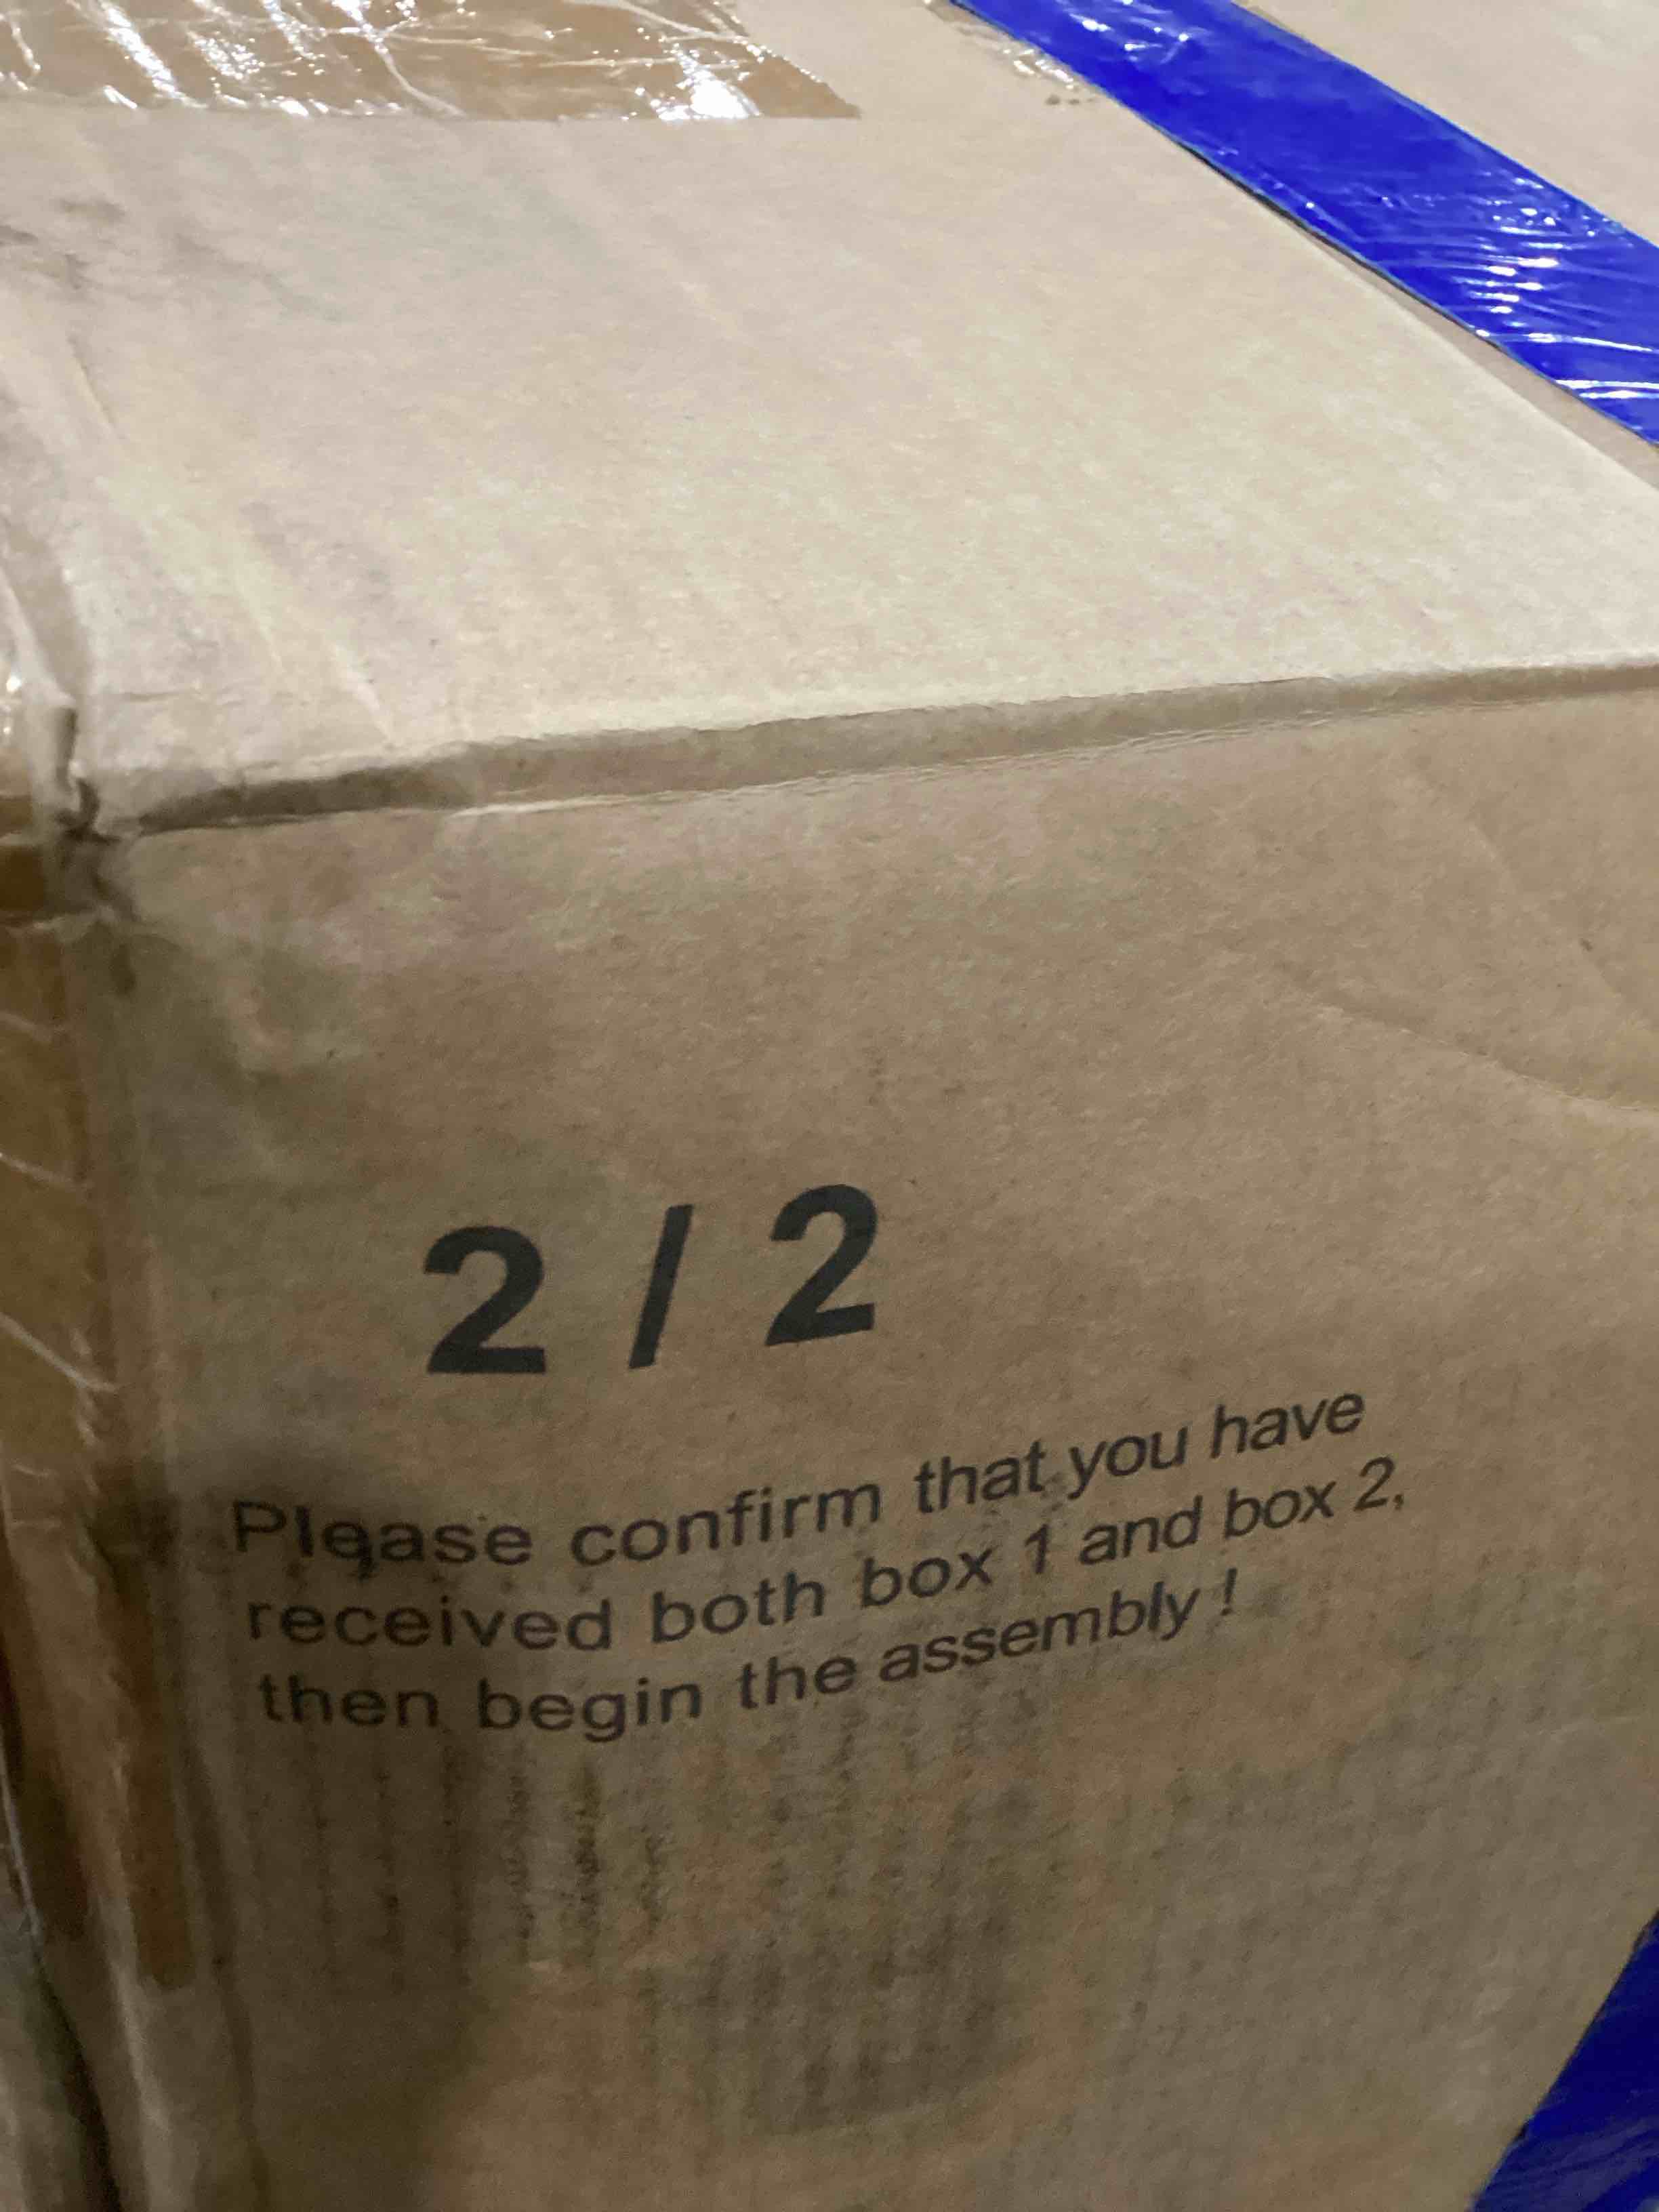 2 / 2
Please confirm that you have
received both box 1 and box 2,
then begin the assembly !